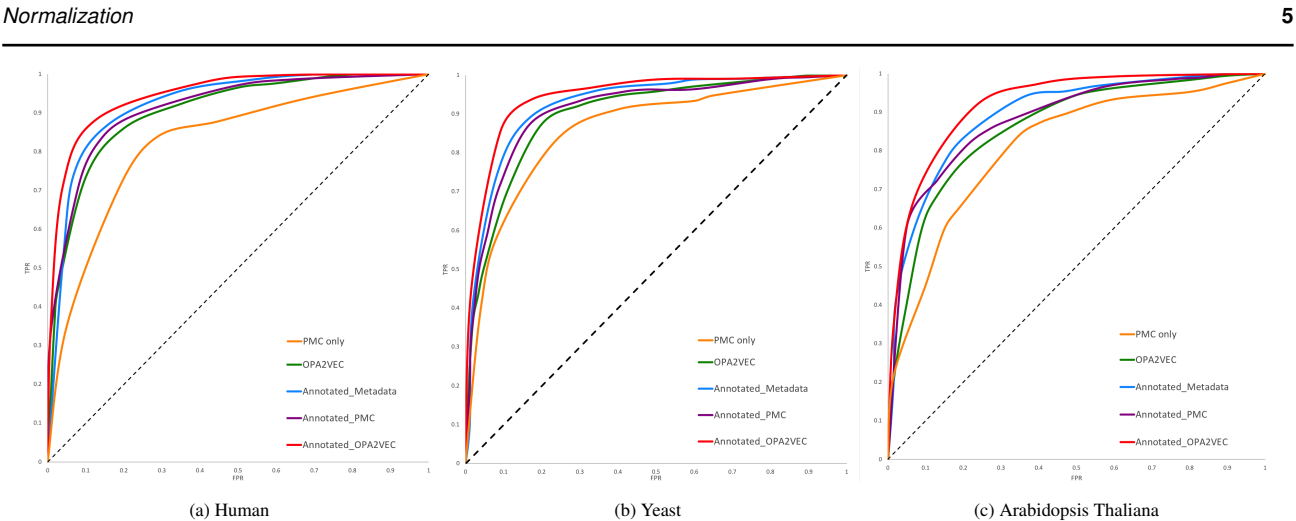 Normalization 5
1
0.9
0.8
0.7
0.6
0.5
0.4
0.3
0.2
0.1
0
TPR
0 0.1 0.2 0.3 0.4 0.5 0.6 0.7 0.8 0.9 1
FPR
PMC only
OPA2VEC
Annotated_Metadata
Annotated_PMC
Annotated_OPA2VEC
(a) Human
1
0.9
0.8
0.7
0.6
0.5
0.4
0.3
0.2
0.1
0
TPR
0 0.1 0.2 0.3 0.4 0.5 0.6 0.7 0.8 0.9 1
FPR
PMC only
OPA2VEC
Annotated_Metadata
Annotated_PMC
Annotated_OPA2VEC
(b) Yeast
1
0.9
0.8
0.7
0.6
0.5
0.4
0.3
0.2
0.1
0
TPR
0 0.1 0.2 0.3 0.4 0.5 0.6 0.7 0.8 0.9 1
FPR
PMC only
OPA2VEC
Annotated_Metadata
Annotated_PMC
Annotated_OPA2VEC
(c) Arabidopsis Thaliana